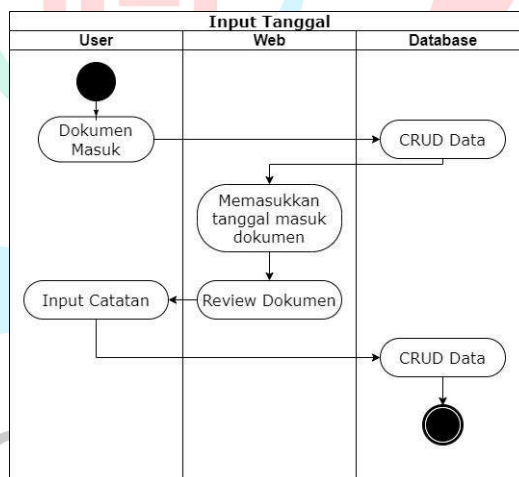 Input Tanggal
User
Web
Database
Dokumen
Masuk
CRUD Data
Memasukkan
tanggal masuk
dokumen
Input Catatan
Review Dokumen
CRUD Data